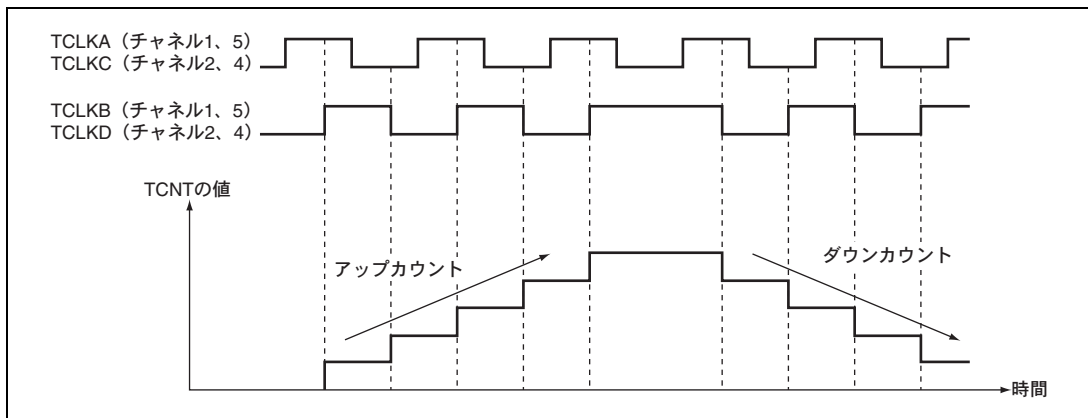 TCLKA（チャネル1、5）
TCLKC（チャネル2、4）
TCLKB（チャネル1、5）
TCLKD（チャネル2、4）
TCNTの値
アップカウント
ダウンカウント
時間